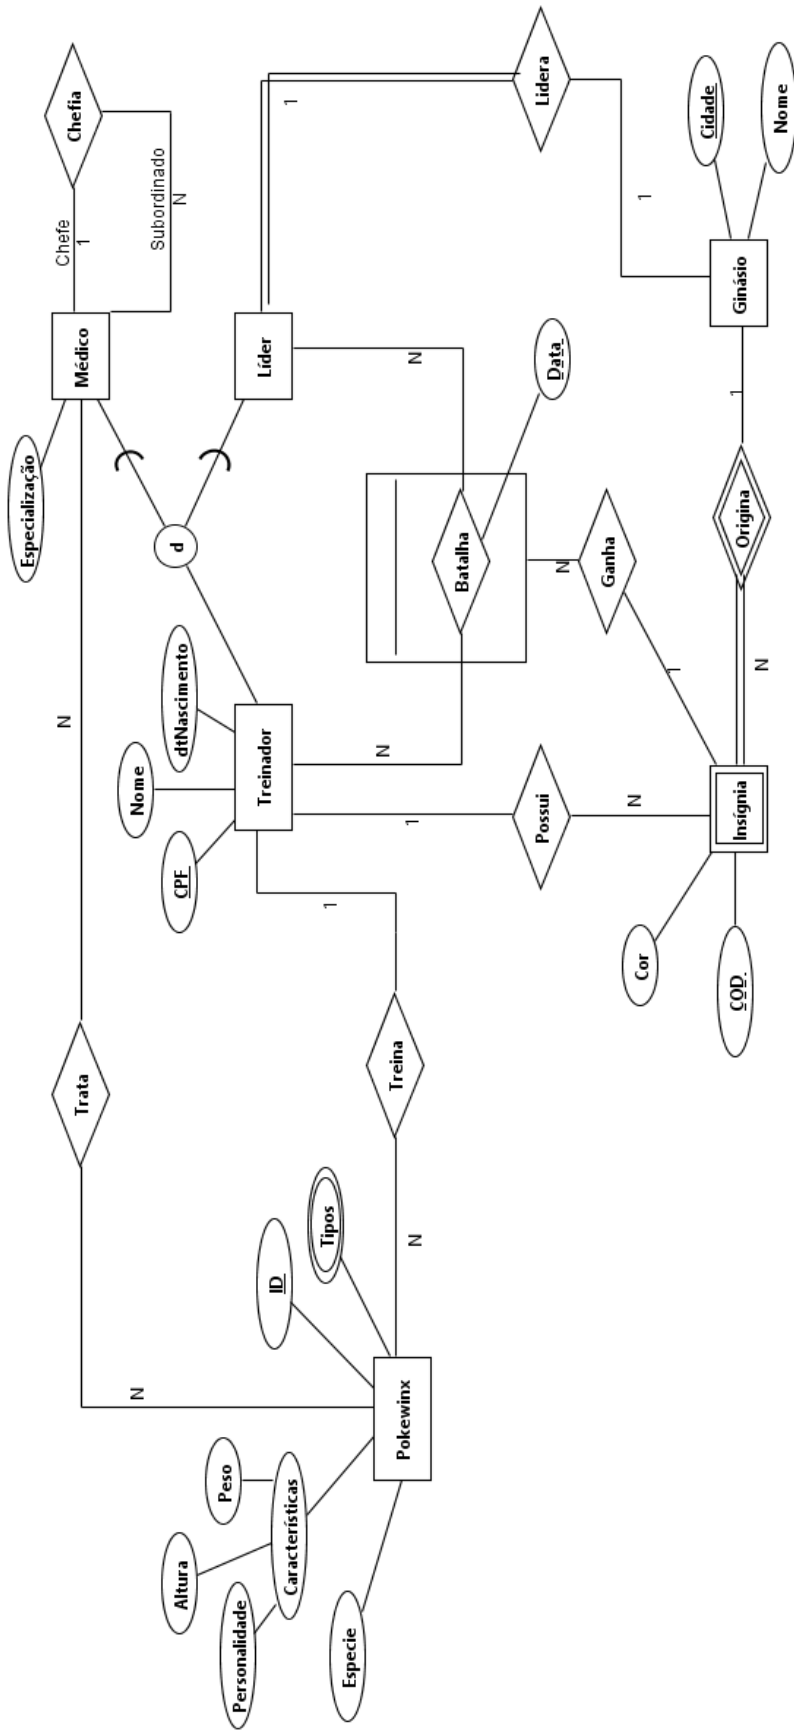 Chefia
Chefe
1
Subordinado
N
Médico
Especialização
N
Trata
N
d
Líder
1
Lidera
1
Cidade
Nome
Ginásio
1
Origina
N
Insígnia
Cor
COD.
N
Data
Batalha
N
N
Ganha
1
Treinador
dtNascimento
Nome
CPF
1
Possui
N
1
Treina
N
Pokewinx
ID
Tipos
Peso
Altura
Características
Personalidade
Especie